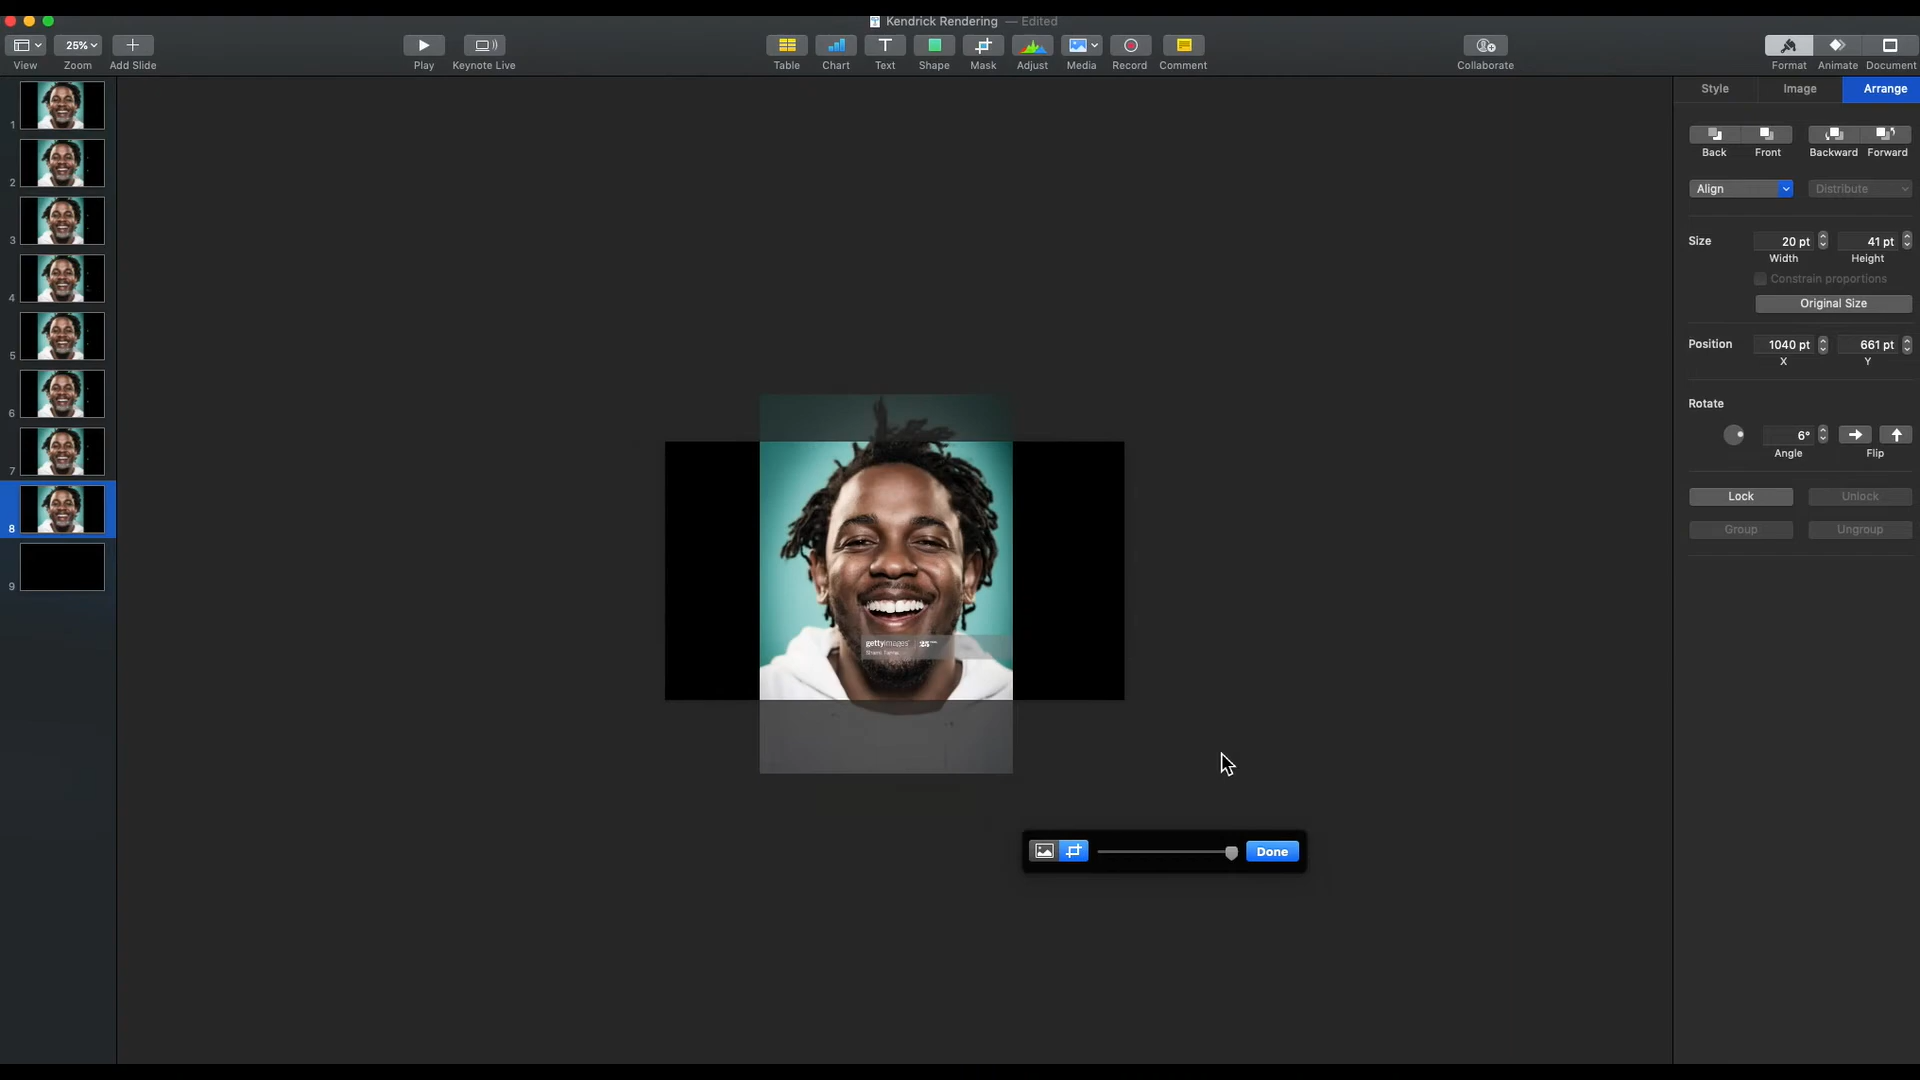 Kendrick Rendering — Edited
25%
View
Zoom
Add Slide
Play
Keynote Live
Table
Chart
Text
Shape
Mask
Adjust
Media
Record
Comment
Collaborate
Format
Animate
Document
1
2
3
4
5
6
7
8
9
gettyimages
25
Done
Style
Image
Arrange
Back
Front
Backward
Forward
Align
Distribute
Size
20 pt
41 pt
Width
Height
Constrain proportions
Original Size
Position
1040 pt
661 pt
X
Y
Rotate
6°
Angle
Flip
Lock
Unlock
Group
Ungroup